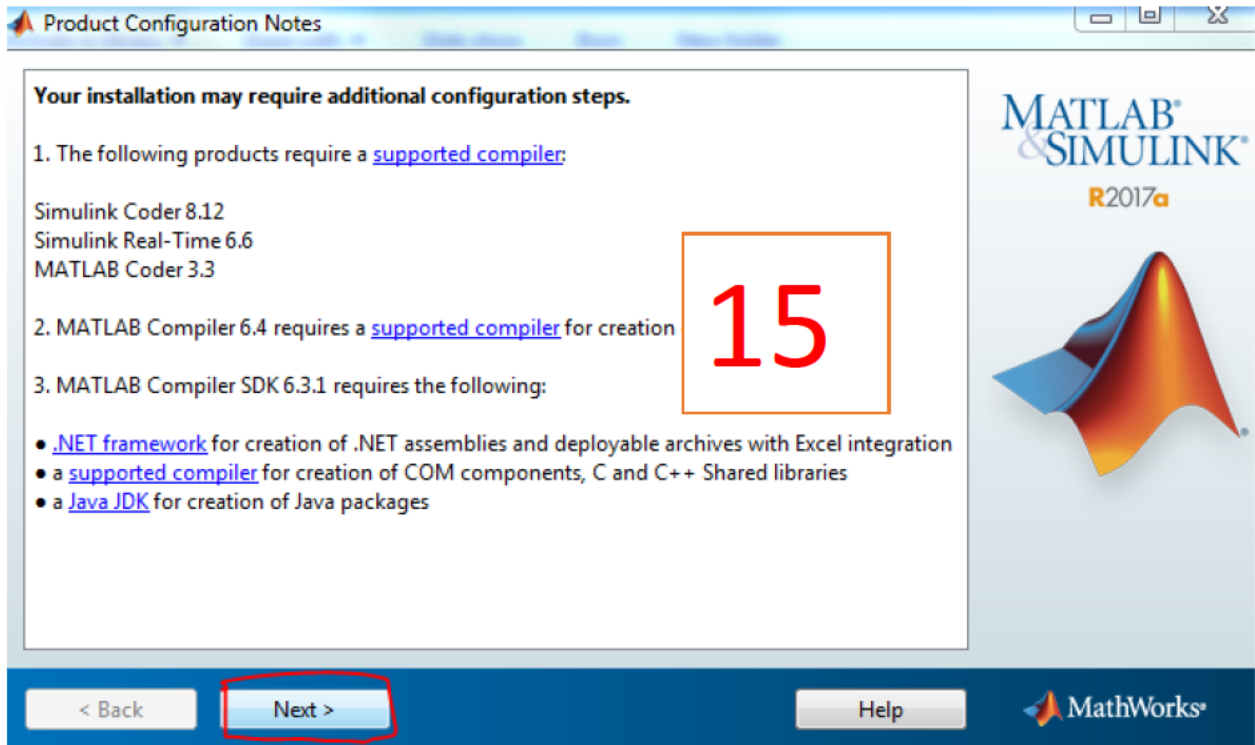 Product Configuration Notes
Your installation may require additional configuration steps.
1. The following products require a supported compiler:
Simulink Coder 8.12
Simulink Real-Time 6.6
MATLAB Coder 3.3
2. MATLAB Compiler 6.4 requires a supported compiler for creation
3. MATLAB Compiler SDK 6.3.1 requires the following:
● .NET framework for creation of .NET assemblies and deployable archives with Excel integration
● a supported compiler for creation of COM components, C and C++ Shared libraries
● a Java JDK for creation of Java packages
15
MATLAB®
&SIMULINK®
R2017a
< Back
Next >
Help
MathWorks®